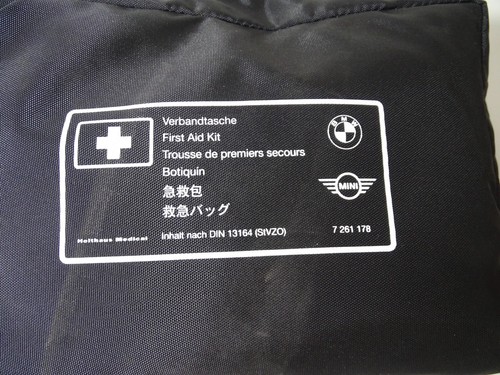 Verbandtasche
First Aid Kit
Trousse de premiers secours
Botiquín
急救包
救急バッグ
Holthaus Medical
Inhalt nach DIN 13164 (SIVZO)
7 261 178
BMW
MINI